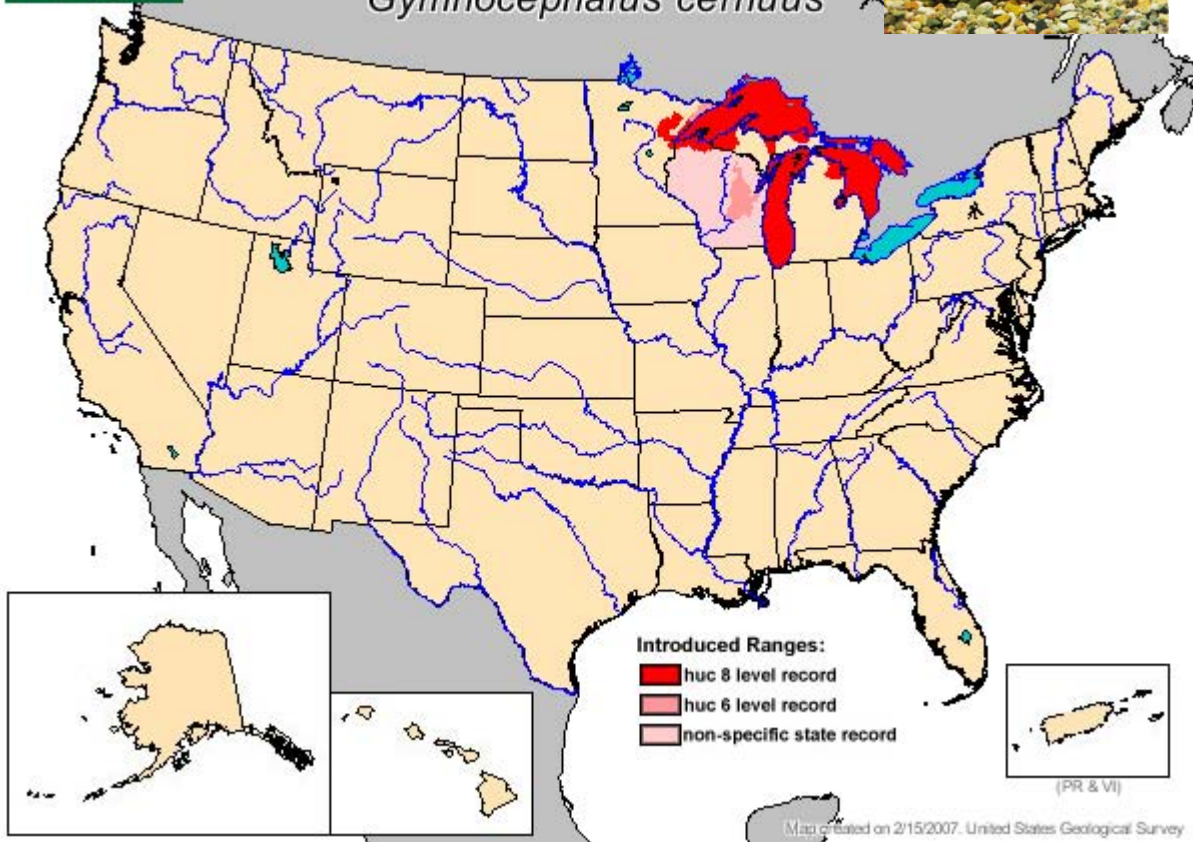 Gymnocephalus cernuus
Introduced Ranges:
huc 8 level record
huc 6 level record
non-specific state record
(PR & VI)
Map created on 2/15/2007. United States Geological Survey